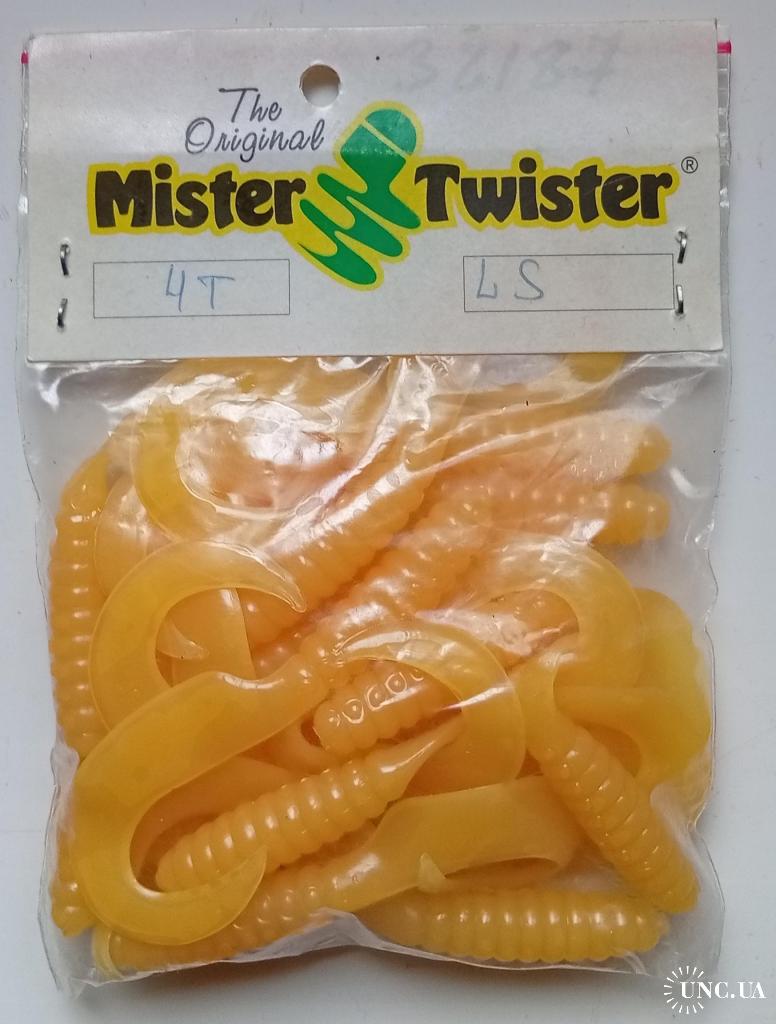 The
Original
Mister Twister ®
4T
LS
UNC.UA